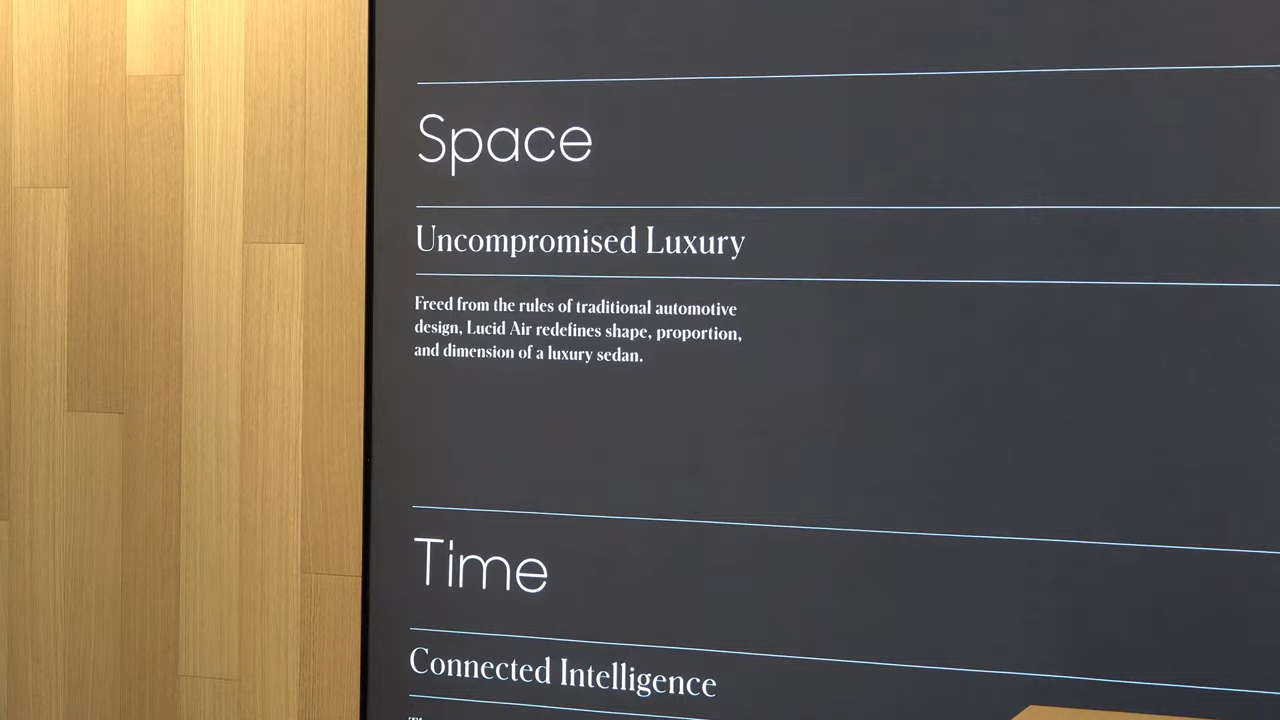 Space
Uncompromised Luxury
Freed from the rules of traditional automotive
design, Lucid Air redefines shape, proportion,
and dimension of a luxury sedan.
Time
Connected Intelligence